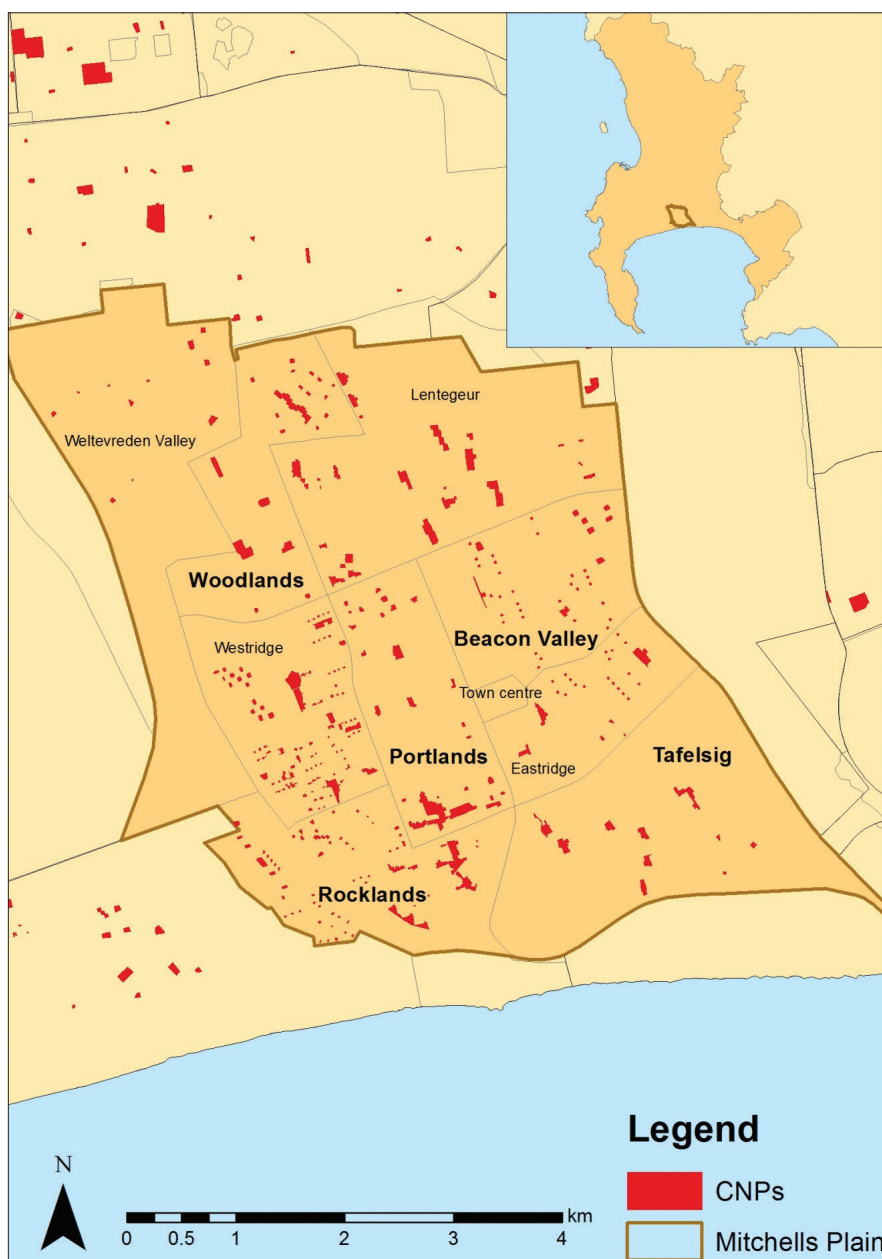 Lentegeur
Weltevreden Valley
Woodlands
Beacon Valley
Westridge
Town centre
Portlands
Tafelsig
Eastridge
Rocklands
Legend
N
CNPs
km
0 0.5 1 2 3 4
Mitchells Plain